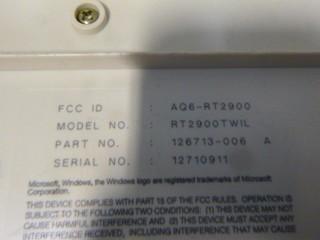 FCC ID : AQ6-RT2900
MODEL NO. : RT2900TWIL
PART NO. : 126713-006 A
SERIAL NO. : 12710911
Microsoft, Windows, the Windows logo are registered trademarks of Microsoft
Corporation.
THIS DEVICE COMPLIES WITH PART 15 OF THE FCC RULES. OPERATION IS
SUBJECT TO THE FOLLOWING TWO CONDITIONS: (1) THIS DEVICE MAY NOT
CAUSE HARMFUL INTERFERENCE AND (2) THIS DEVICE MUST ACCEPT ANY
INTERFERENCE RECEIVED, INCLUDING INTERFERENCE THAT MAY CAUSE